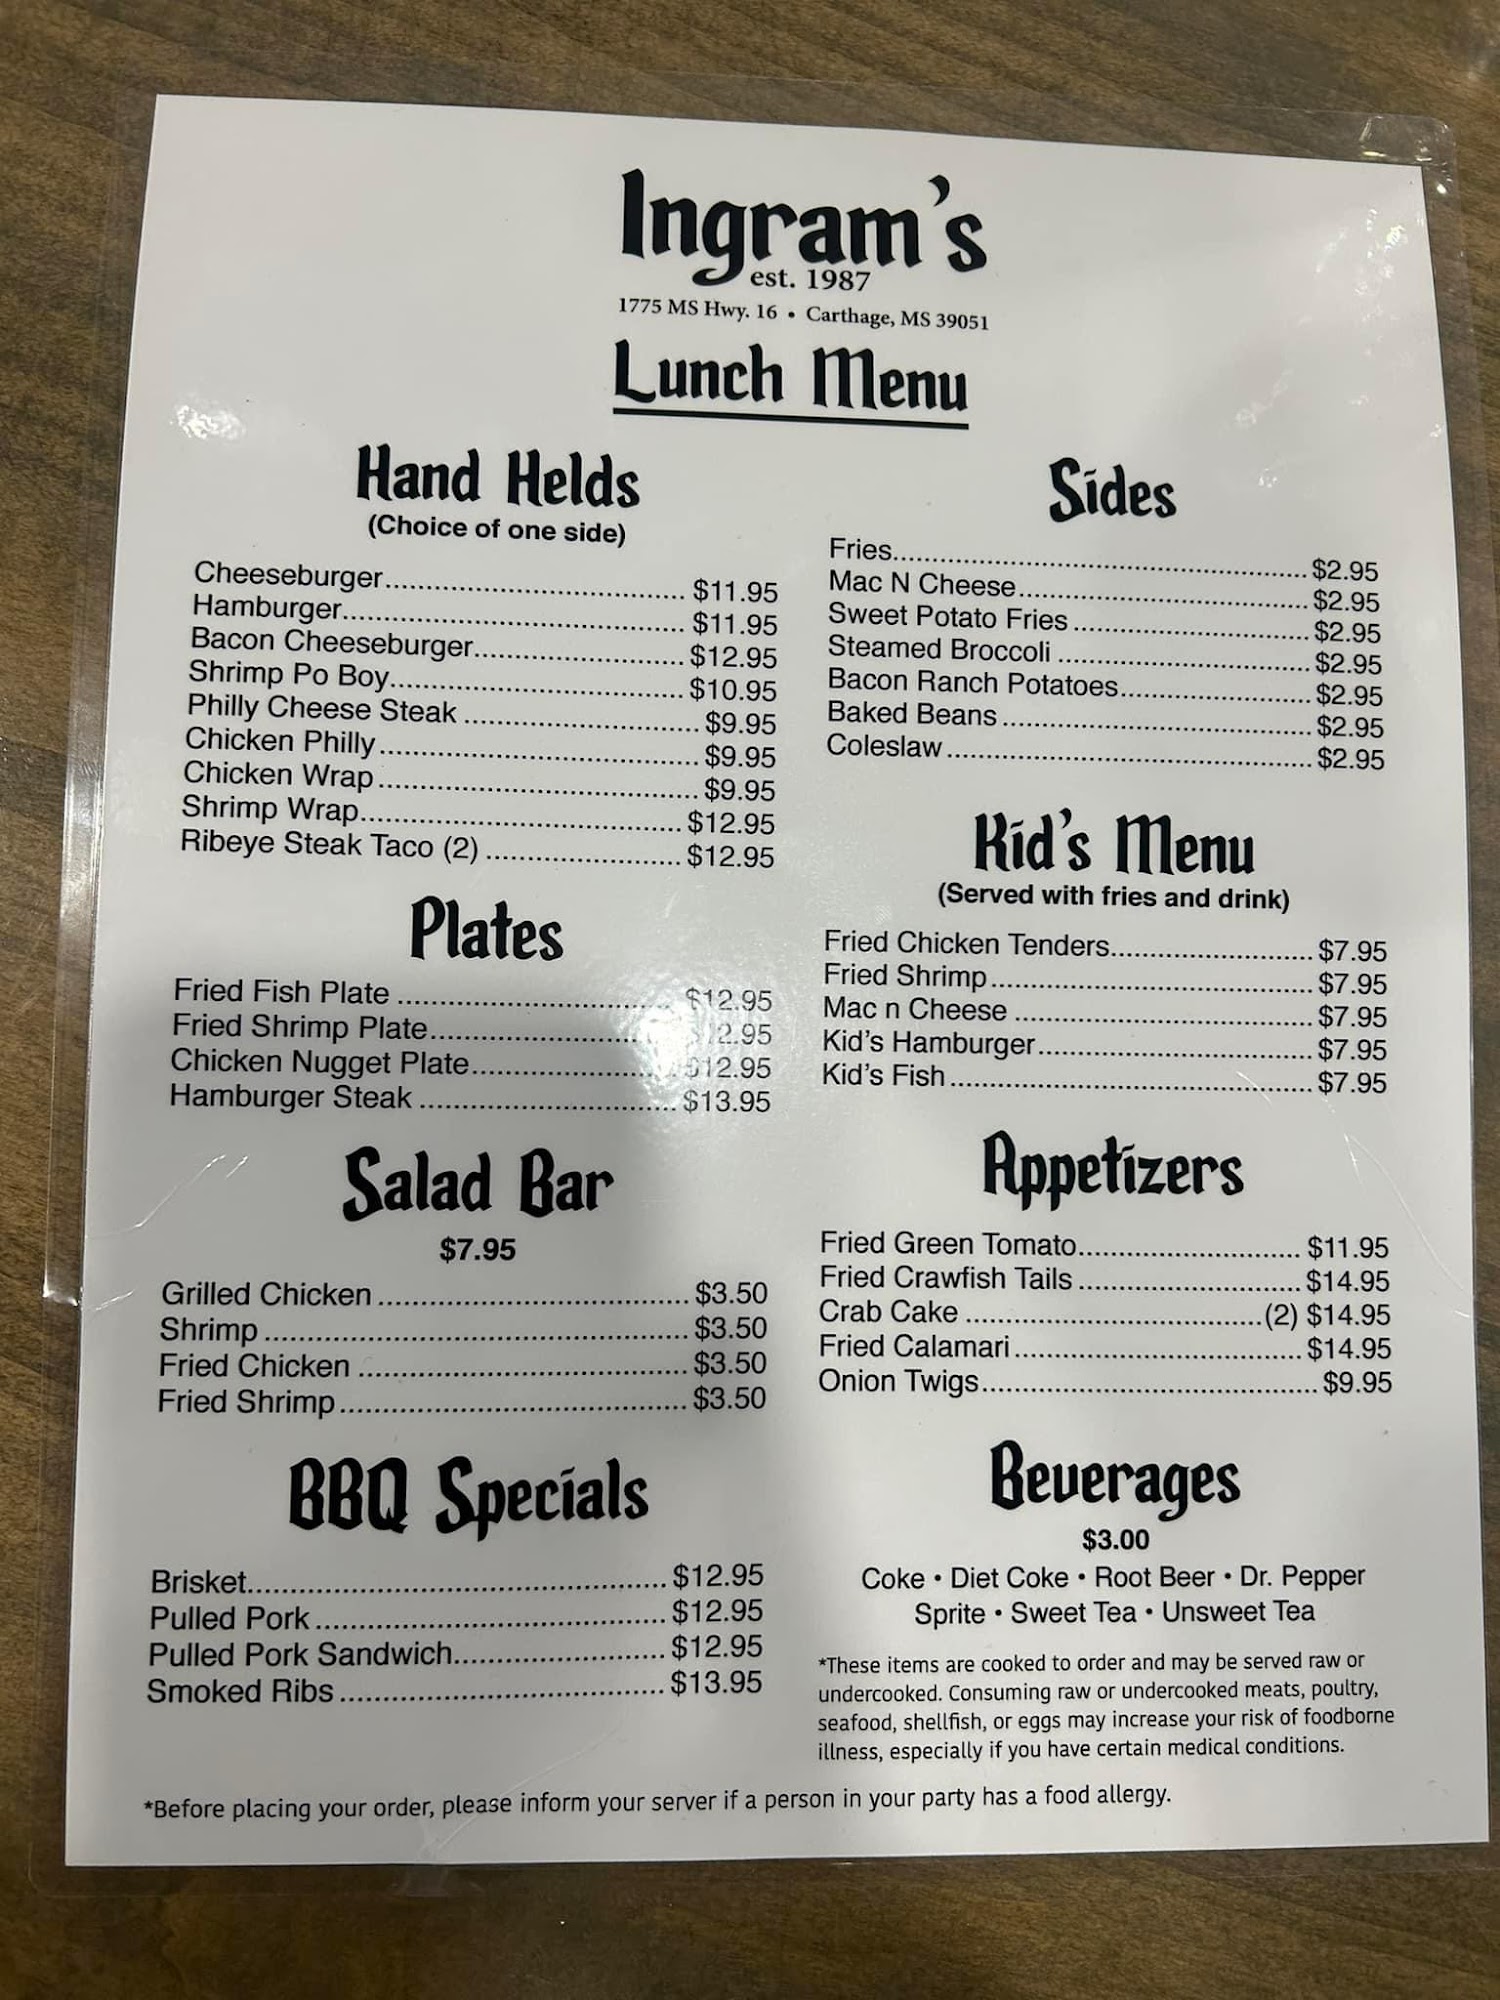 Ingram's
est. 1987
1775 MS Hwy. 16 • Carthage, MS 39051
Lunch Menu
Hand Helds
(Choice of one side)
Cheeseburger $11.95
Hamburger $11.95
Bacon Cheeseburger $12.95
Shrimp Po Boy $10.95
Philly Cheese Steak $9.95
Chicken Philly $9.95
Chicken Wrap $9.95
Shrimp Wrap $12.95
Ribeye Steak Taco (2) $12.95
Plates
Fried Fish Plate $12.95
Fried Shrimp Plate $12.95
Chicken Nugget Plate $12.95
Hamburger Steak $13.95
Salad Bar
$7.95
Grilled Chicken $3.50
Shrimp $3.50
Fried Chicken $3.50
Fried Shrimp $3.50
BBQ Specials
Brisket $12.95
Pulled Pork $12.95
Pulled Pork Sandwich $12.95
Smoked Ribs $13.95
Sides
Fries $2.95
Mac N Cheese $2.95
Sweet Potato Fries $2.95
Steamed Broccoli $2.95
Bacon Ranch Potatoes $2.95
Baked Beans $2.95
Coleslaw $2.95
Kid's Menu
(Served with fries and drink)
Fried Chicken Tenders $7.95
Fried Shrimp $7.95
Mac n Cheese $7.95
Kid's Hamburger $7.95
Kid's Fish $7.95
Appetizers
Fried Green Tomato $11.95
Fried Crawfish Tails $14.95
Crab Cake (2) $14.95
Fried Calamari $14.95
Onion Twigs $9.95
Beverages
$3.00
Coke • Diet Coke • Root Beer • Dr. Pepper
Sprite • Sweet Tea • Unsweet Tea
*These items are cooked to order and may be served raw or
undercooked. Consuming raw or undercooked meats, poultry,
seafood, shellfish, or eggs may increase your risk of foodborne
illness, especially if you have certain medical conditions.
*Before placing your order, please inform your server if a person in your party has a food allergy.